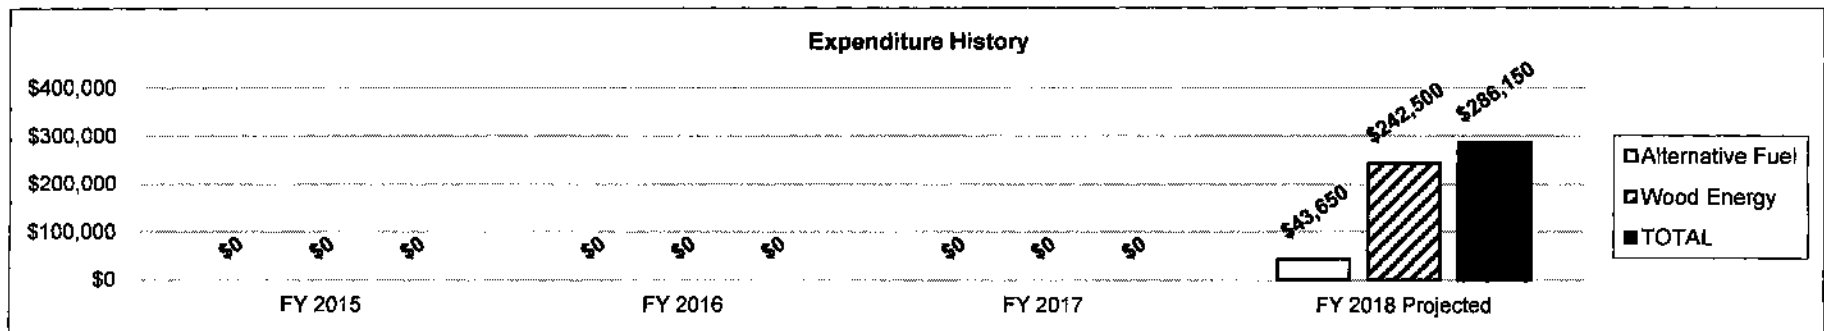 Expenditure History
$400,000
$300,000
$200,000
$100,000
$0
$0 $0 $0
$0 $0 $0
$0 $0 $0
$43,650
$242,500
$286,150
FY 2015
FY 2016
FY 2017
FY 2018 Projected
Alternative Fuel
Wood Energy
TOTAL